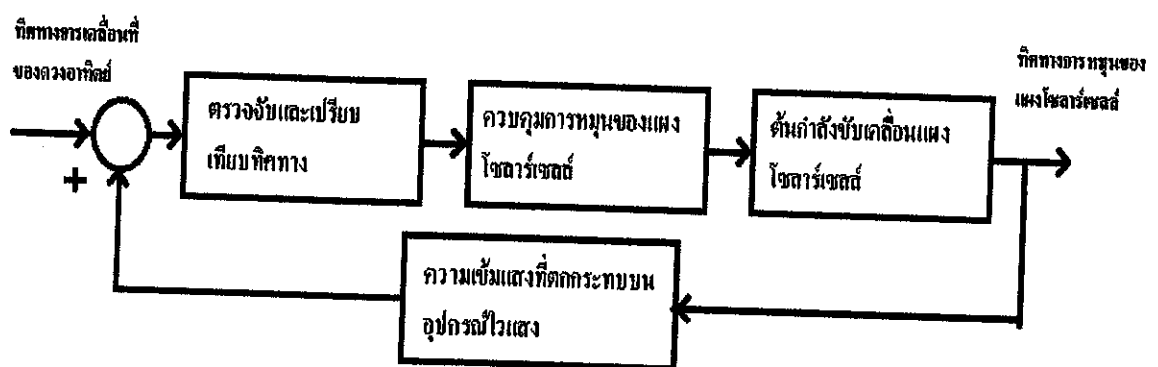 ทิศทางการเคลื่อนที่
ของดวงอาทิตย์
ตรวจจับและเปรียบ
เทียบทิศทาง
ควบคุมการหมุนของแผง
โซลาร์เซลล์
ต้นกำลังขับเคลื่อนแผง
โซลาร์เซลล์
ทิศทางการหมุนของ
แผงโซลาร์เซลล์
+
ความเข้มแสงที่ตกกระทบบน
อุปกรณ์ไวแสง